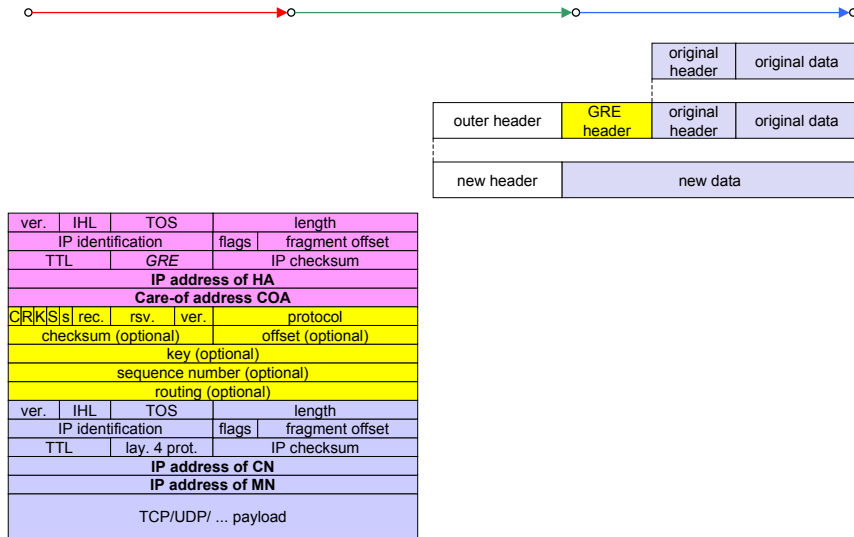 original header original data
outer header GRE header original header original data
new header new data
ver. IHL TOS length
IP identification flags fragment offset
TTL GRE IP checksum
IP address of HA
Care-of address COA
C R K S s rec. rsv. ver. protocol
checksum (optional) offset (optional)
key (optional)
sequence number (optional)
routing (optional)
ver. IHL TOS length
IP identification flags fragment offset
TTL lay. 4 prot. IP checksum
IP address of CN
IP address of MN
TCP/UDP/ ... payload